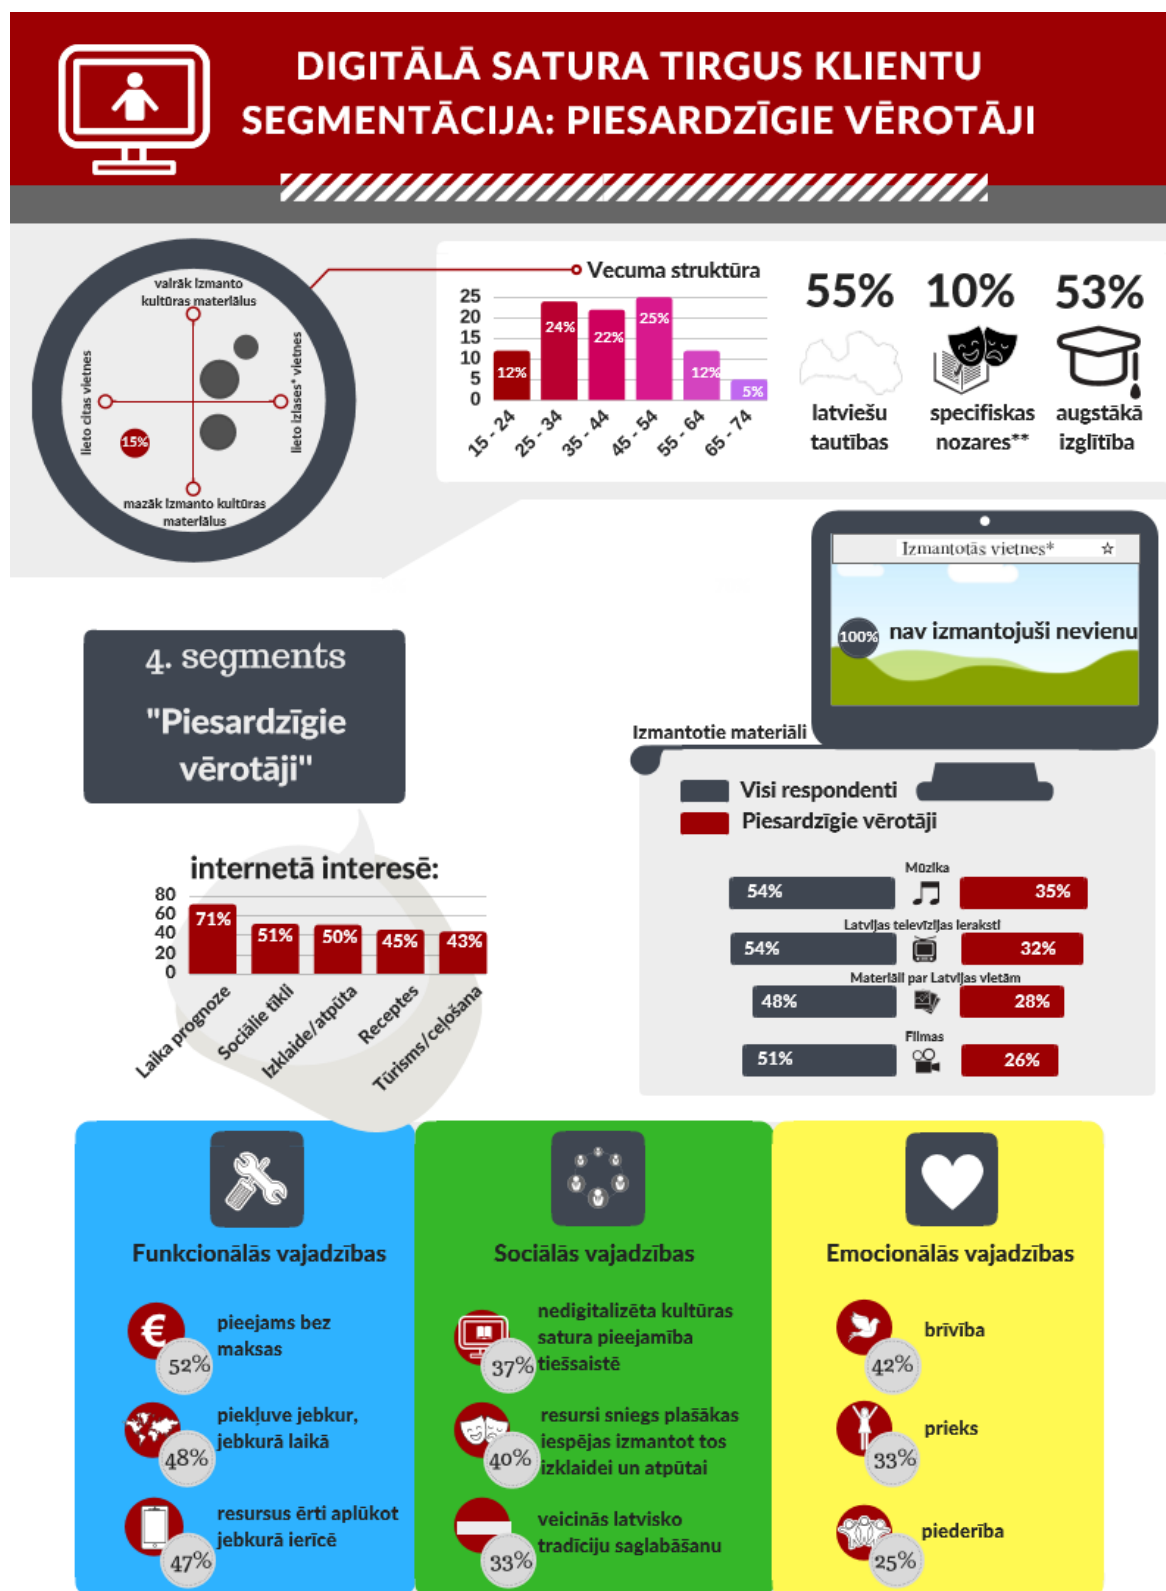 DIGITĀLĀ SATURA TIRGUS KLIENTU
SEGMENTĀCIJA: PIESARDZĪGIE VĒROTĀJI
vairāk Izmanto
kultūras materiālus
lieto citas vietnes
lieto izlases* vietnes
15%
mazāk Izmanto kultūras
materiālus
Vecuma struktūra
25
20
15
10
5
0
12%
24%
22%
25%
12%
5%
15 - 24
25 - 34
35 - 44
45 - 54
55 - 64
65 - 74
55%
latviešu
tautības
10%
specifiskas
nozares**
53%
augstākā
izglītība
Izmantotās vietnes*
100%
nav izmantojuši nevienu
4. segments
"Piesardzīgie
vērotāji"
Izmantotie materiāli
Visi respondenti
Piesardzīgie vērotāji
Mūzika
54%
35%
Latvijas televīzijas Ieraksti
54%
32%
Materiāli par Latvijas vietām
48%
28%
Filmas
51%
26%
internetā interesē:
80
60
40
20
0
71%
51%
50%
45%
43%
Laika prognoze
Sociālie tīkli
Izklaide/atpūta
Receptes
Tūrisms/ceļošana
Funkcionālās vajadzības
pieejams bez
maksas
52%
piekļuve jebkur,
jebkurā laikā
48%
resursus ērti aplūkot
jebkurā ierīcē
47%
Sociālās vajadzības
nedigitalizēta kultūras
satura pieejamība
tiešsaistē
37%
resursi sniegs plašākas
iespējas izmantot tos
izklaidei un atpūtai
40%
veicinās latvisko
tradīciju saglabāšanu
33%
Emocionālās vajadzības
brīvība
42%
prieks
33%
piederība
25%